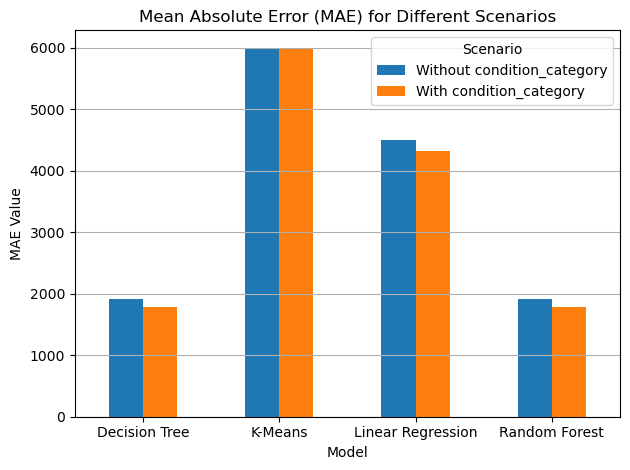 Mean Absolute Error (MAE) for Different Scenarios
6000
5000
4000
3000
2000
1000
0
MAE Value
Scenario
Without condition_category
With condition_category
Decision Tree
K-Means
Linear Regression
Random Forest
Model